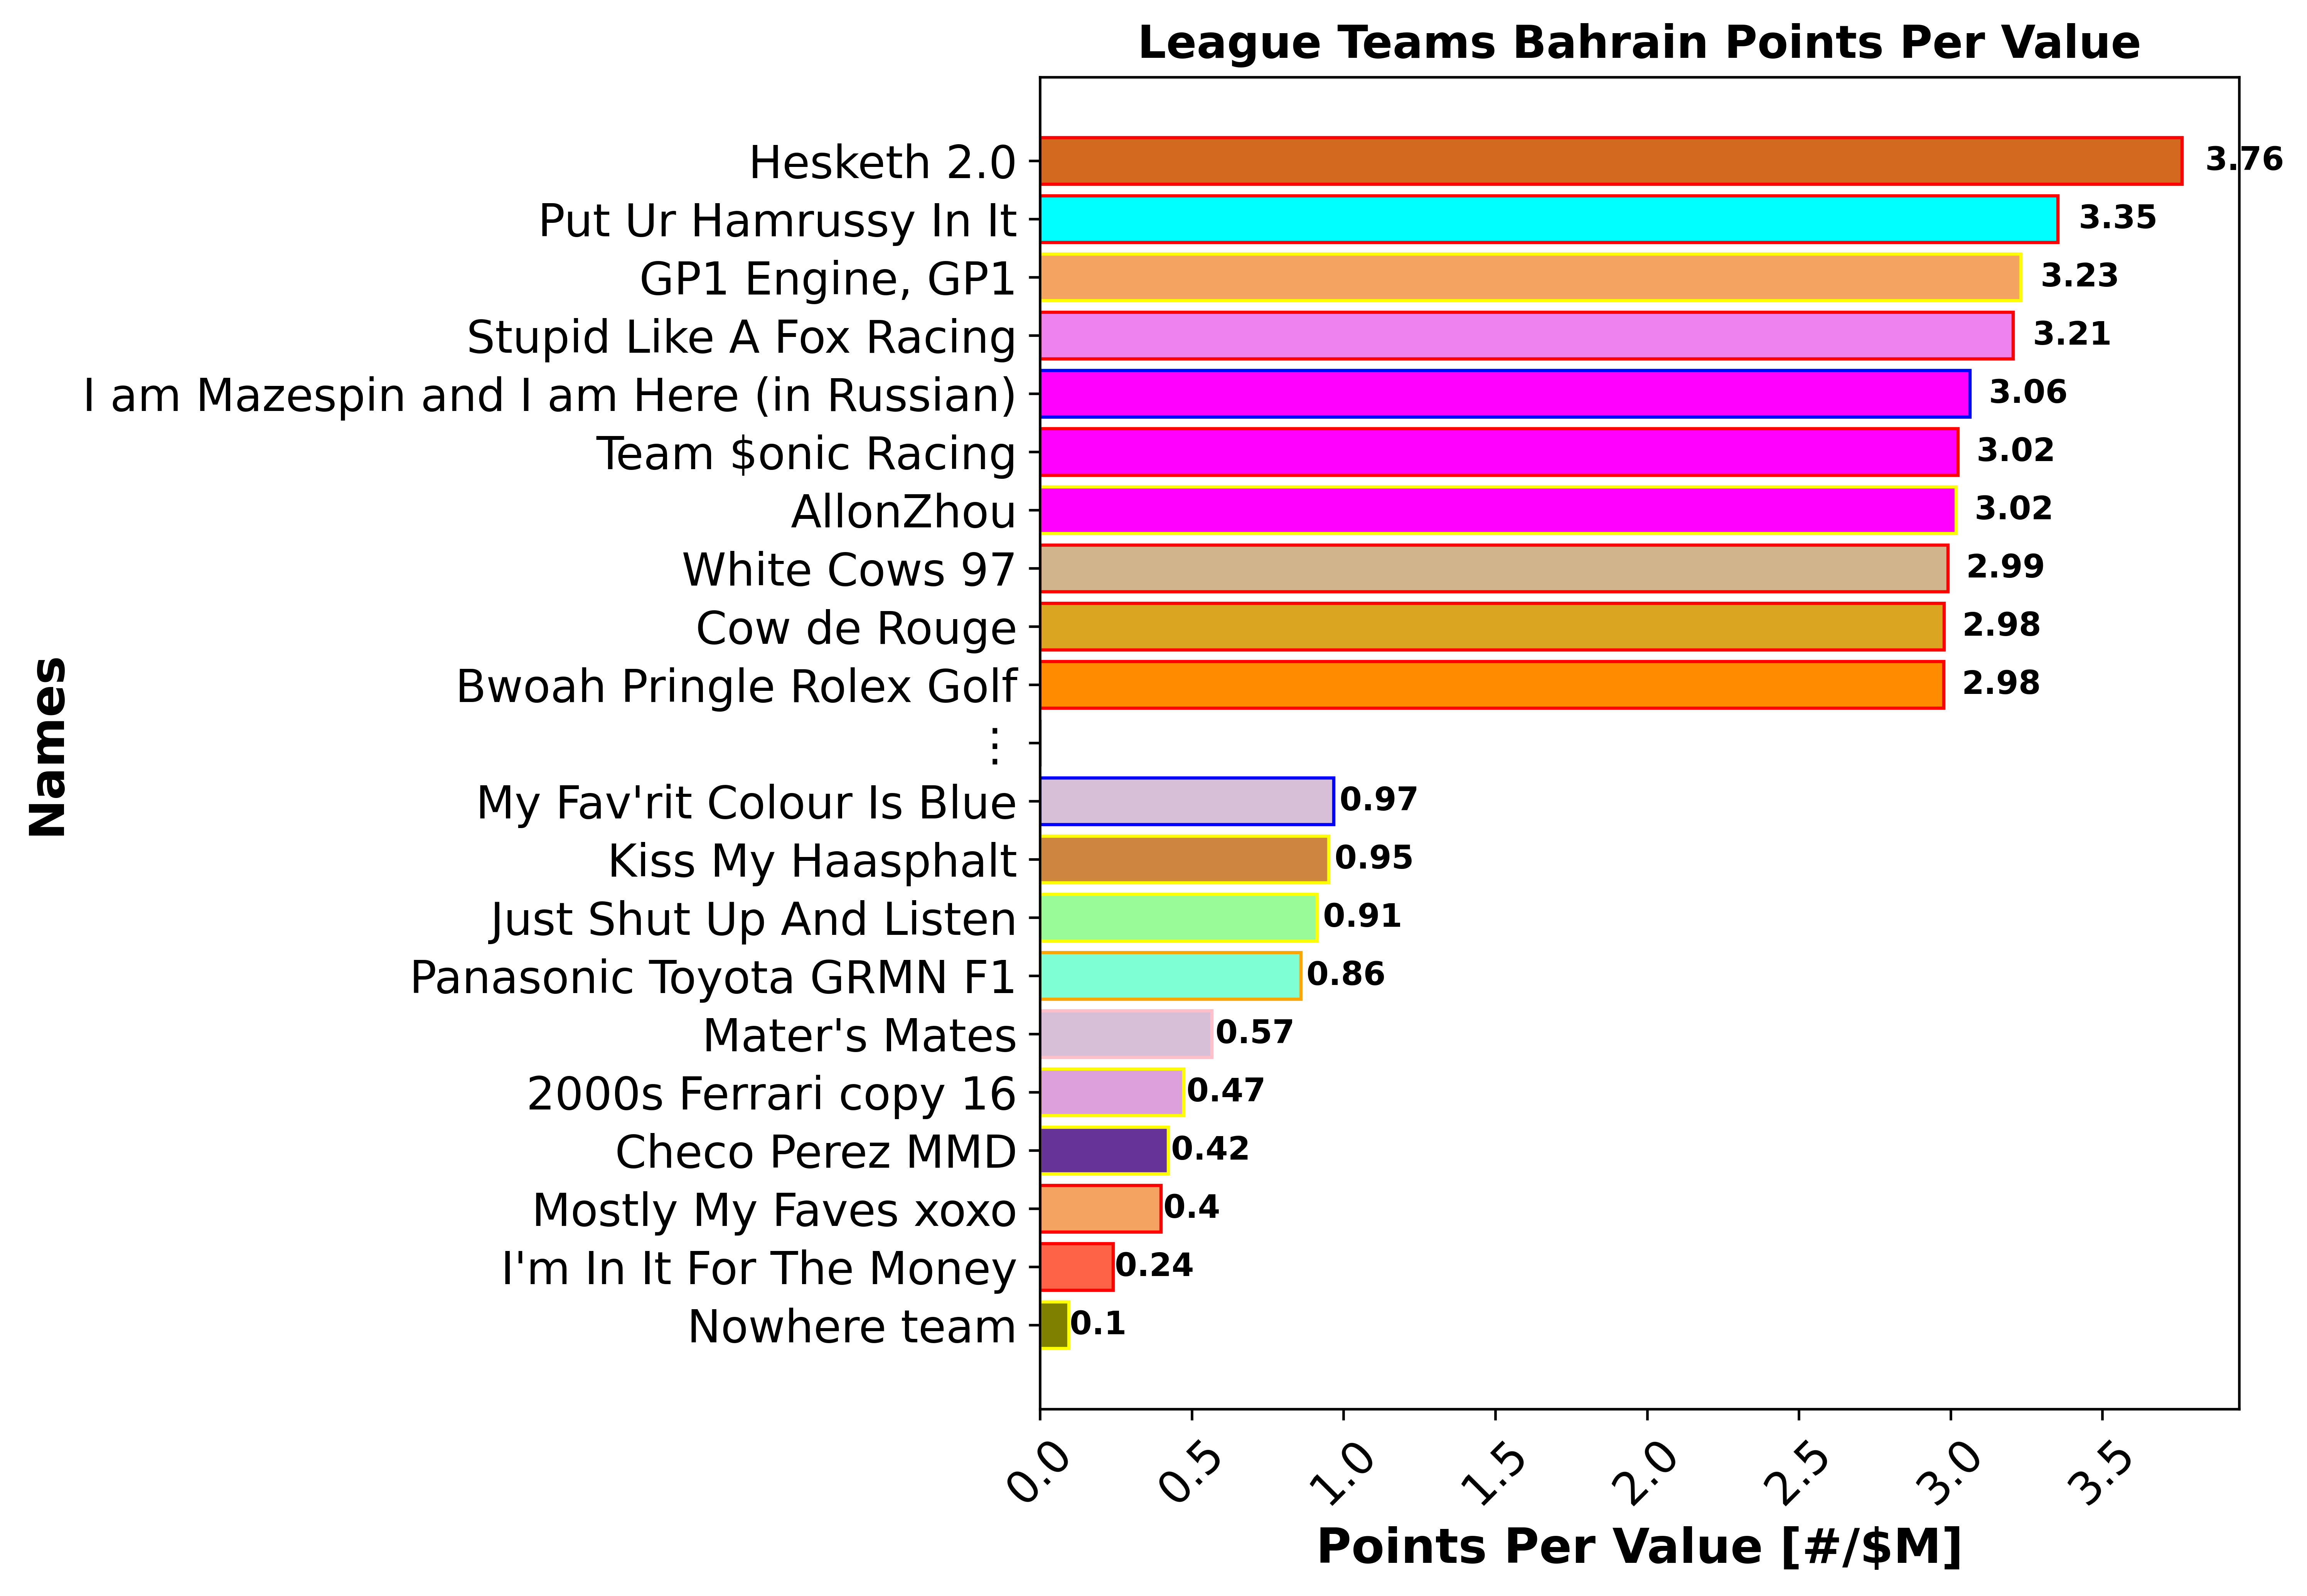 League Teams Bahrain Points Per Value
Hesketh 2.0 3.76
Put Ur Hamrussy In It 3.35
GP1 Engine, GP1 3.23
Stupid Like A Fox Racing 3.21
I am Mazespin and I am Here (in Russian) 3.06
Team $onic Racing 3.02
AllonZhou 3.02
White Cows 97 2.99
Cow de Rouge 2.98
Bwoah Pringle Rolex Golf 2.98
⋮
My Fav'rit Colour Is Blue 0.97
Kiss My Haasphalt 0.95
Just Shut Up And Listen 0.91
Panasonic Toyota GRMN F1 0.86
Mater's Mates 0.57
2000s Ferrari copy 16 0.47
Checo Perez MMD 0.42
Mostly My Faves xoxo 0.4
I'm In It For The Money 0.24
Nowhere team 0.1
Names
0.0 0.5 1.0 1.5 2.0 2.5 3.0 3.5
Points Per Value [#/$M]